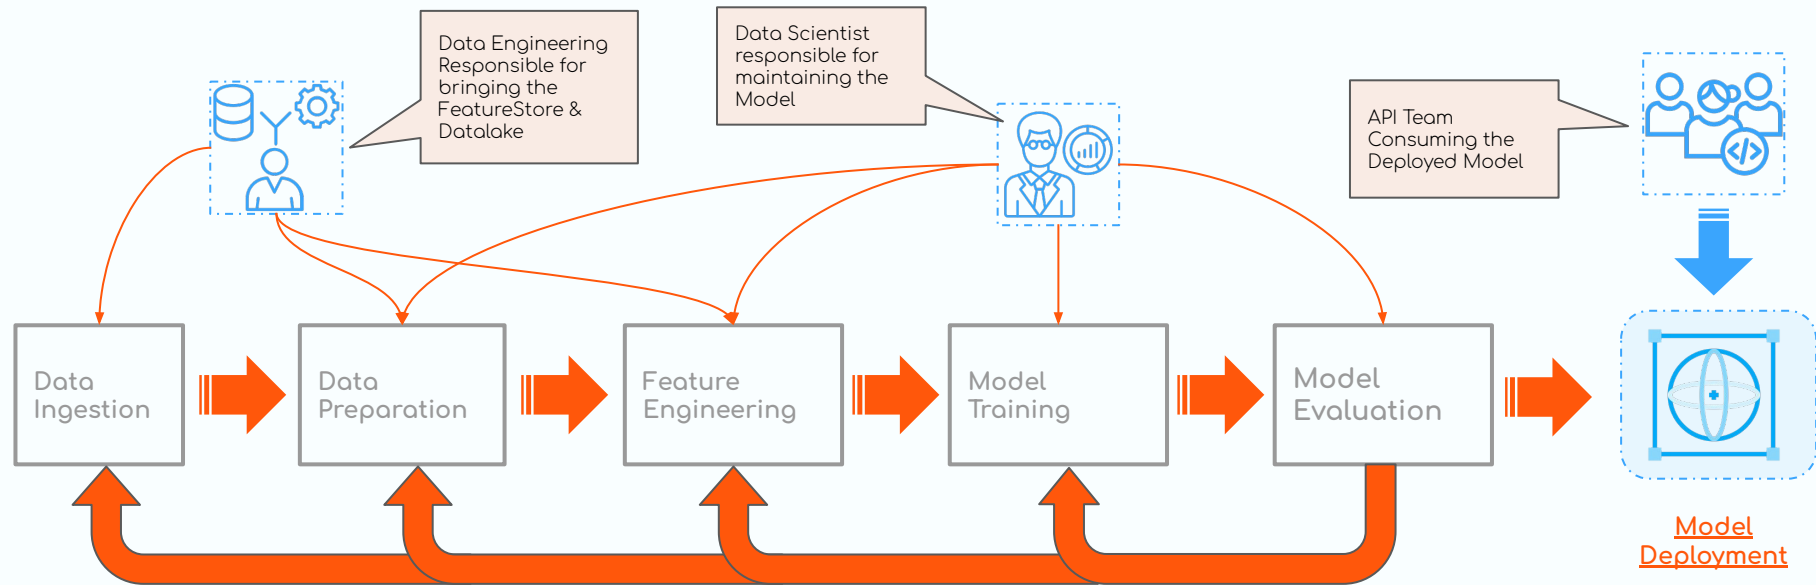 Data Engineering
Responsible for
bringing the
FeatureStore &
Datalake
Data Scientist
responsible for
maintaining the
Model
API Team
Consuming the
Deployed Model
</>
Data
Ingestion
Data
Preparation
Feature
Engineering
Model
Training
Model
Evaluation
Model
Deployment